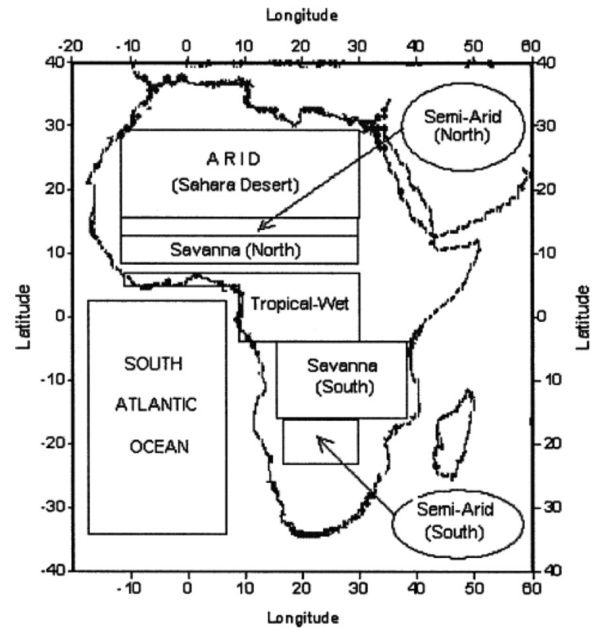 Longitude
-20 -10 0 10 20 30 40 50 60
40 40
30 30
20 20
10 10
0 0
-10 10
-20 20
-30 30
-40 40
-10 0 10 20 30 40 50 60
Longitude
Latitude
Latitude
Semi-Arid
(North)
ARID
(Sahara Desert)
Savanna (North)
Tropical-Wet
Savanna
(South)
SOUTH
ATLANTIC
OCEAN
Semi-Arid
(South)